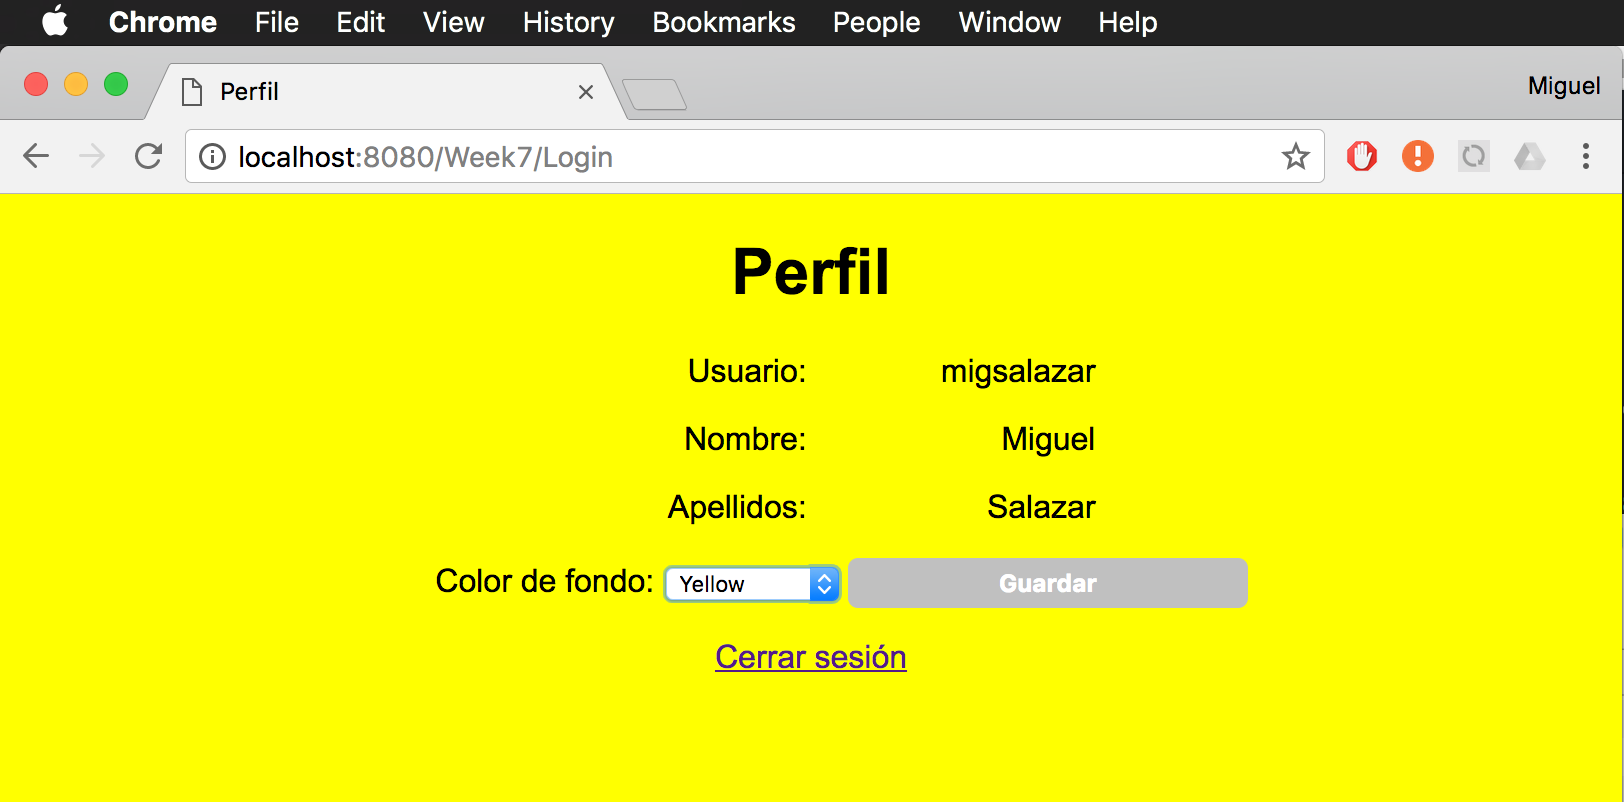 Chrome File Edit View History Bookmarks People Window Help
Perfil
Miguel
localhost:8080/Week7/Login
Perfil
Usuario: migsalazar
Nombre: Miguel
Apellidos: Salazar
Color de fondo: Yellow Guardar
Cerrar sesión